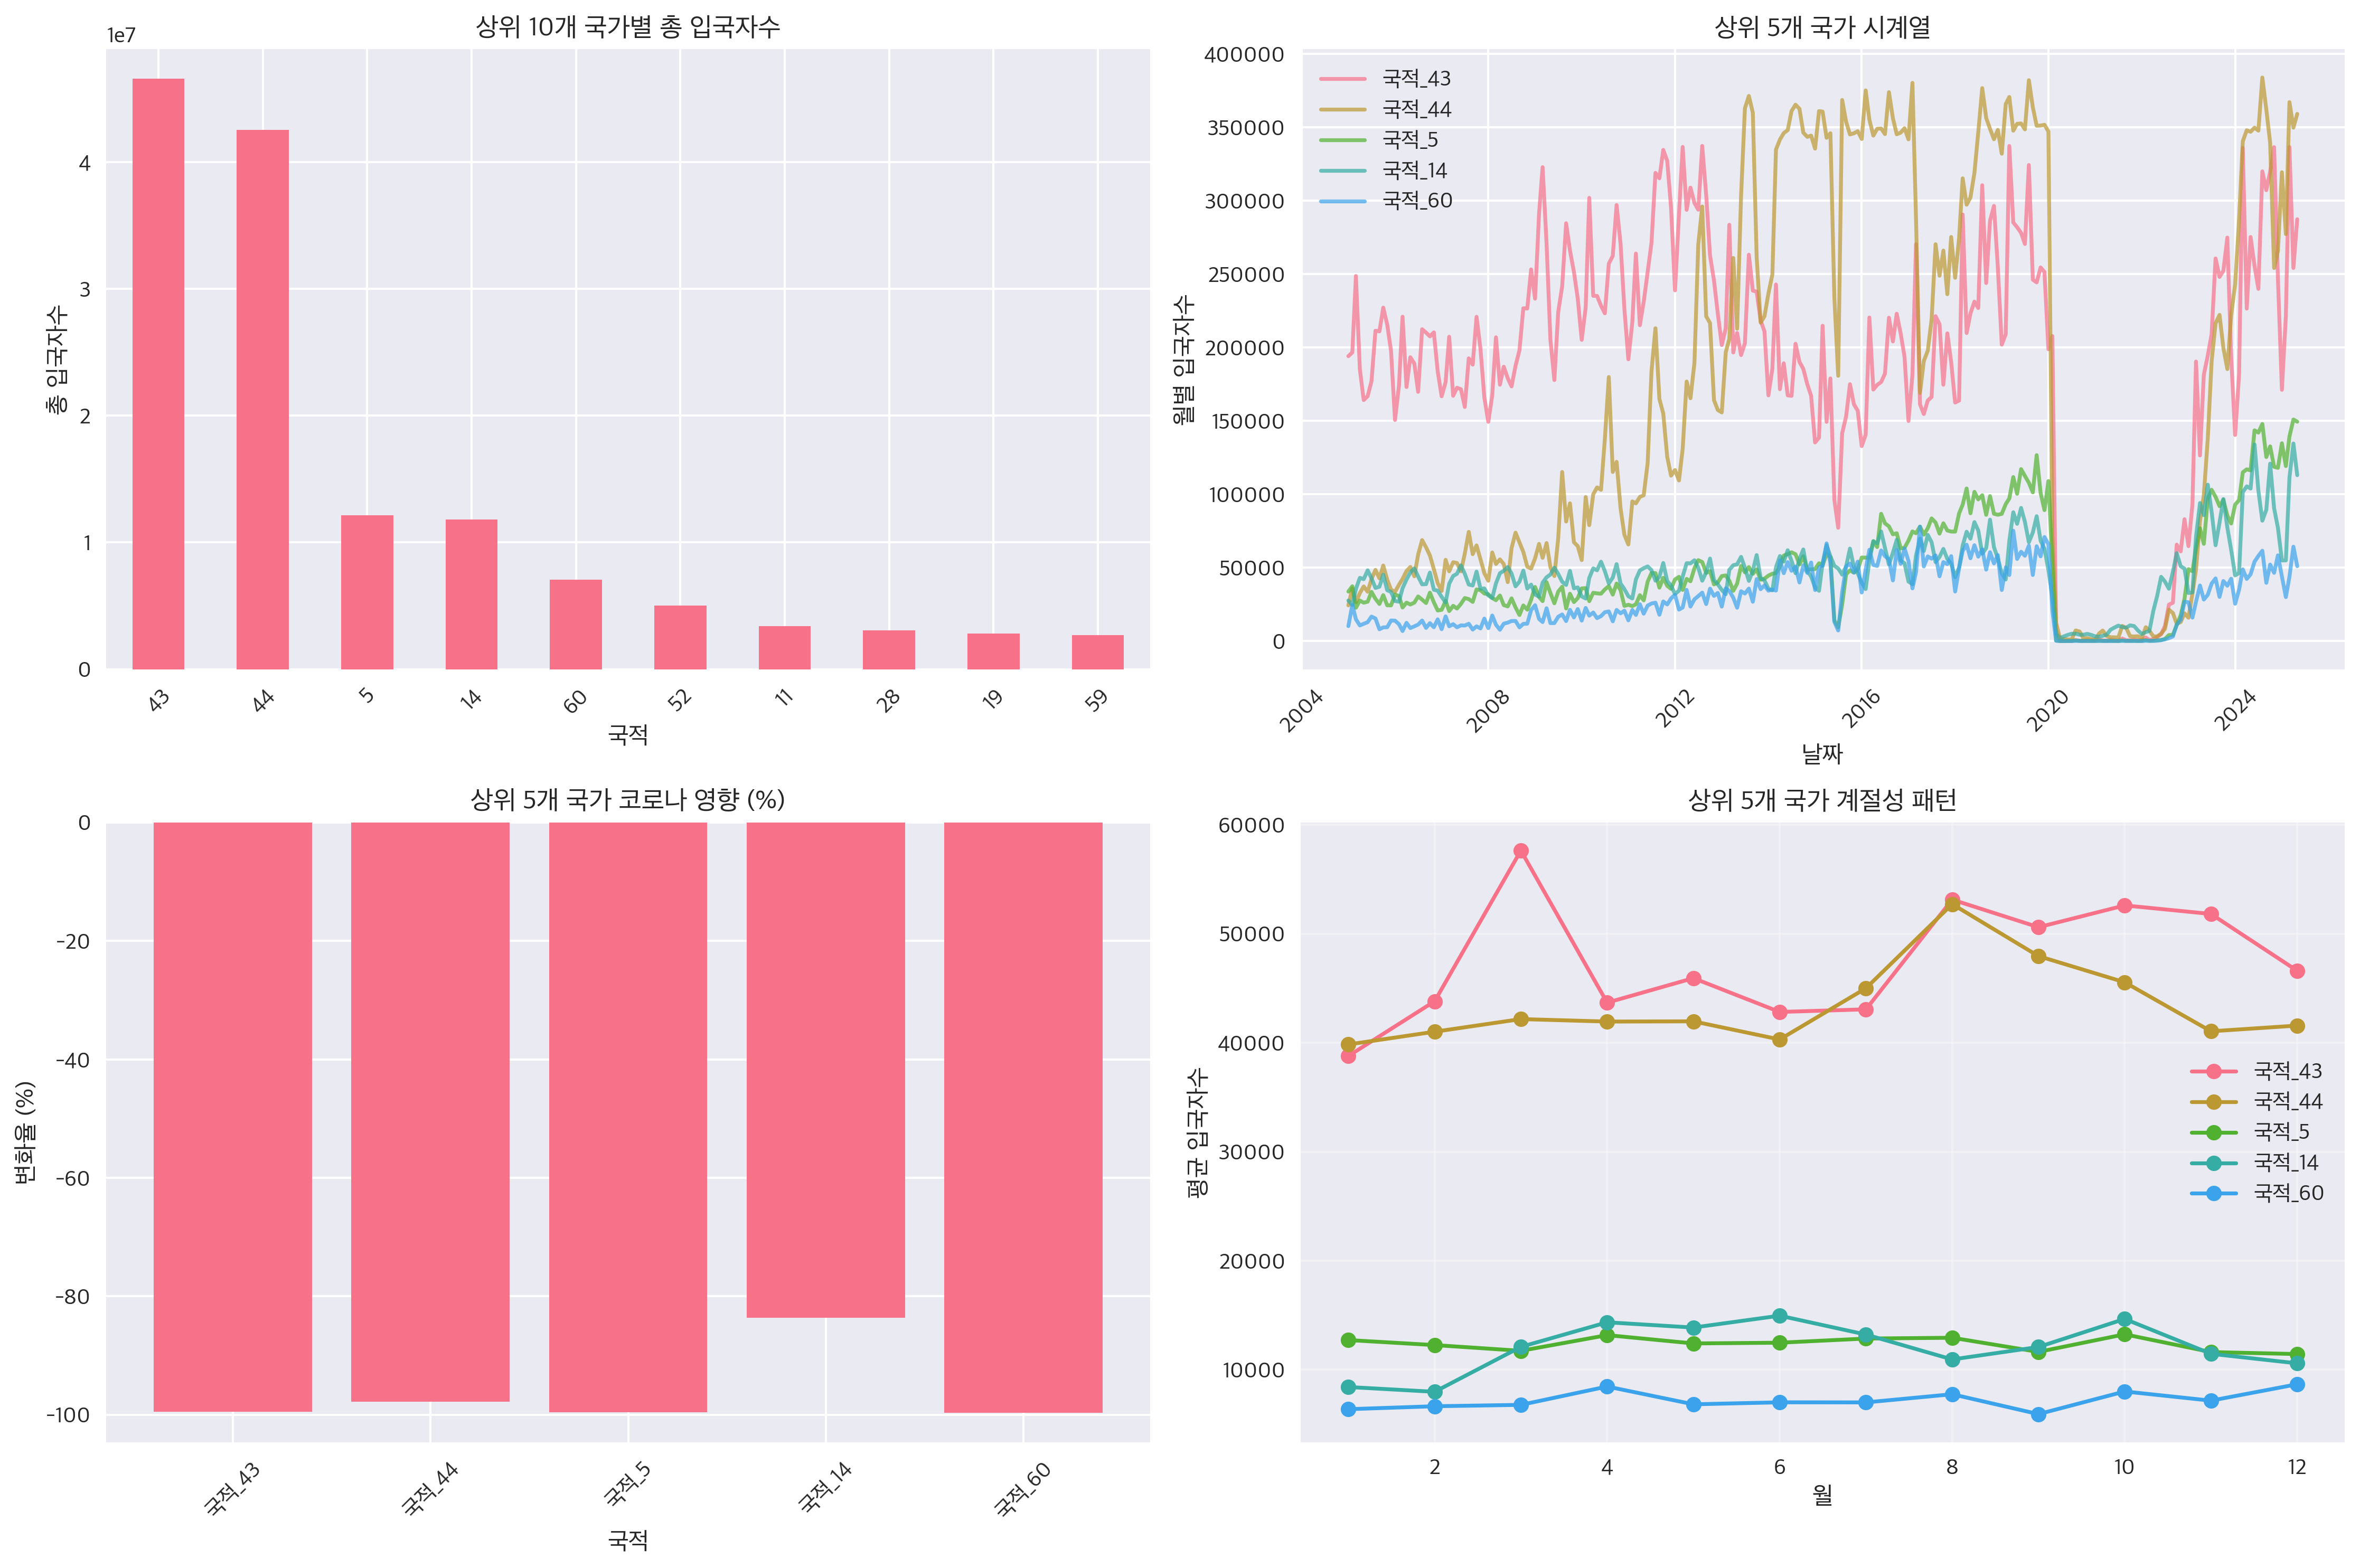 상위 10개 국가별 총 입국자수
1e7
총 입국자수
4
3
2
1
0
43
44
5
14
60
52
11
28
19
59
국적
상위 5개 국가 시계열
월별 입국자수
400000
350000
300000
250000
200000
150000
100000
50000
0
국적_43
국적_44
국적_5
국적_14
국적_60
2004
2008
2012
2016
2020
2024
날짜
상위 5개 국가 코로나 영향 (%)
변화율 (%)
0
-20
-40
-60
-80
-100
국적_43
국적_44
국적_5
국적_14
국적_60
국적
상위 5개 국가 계절성 패턴
평균 입국자수
60000
50000
40000
30000
20000
10000
국적_43
국적_44
국적_5
국적_14
국적_60
2
4
6
8
10
12
월